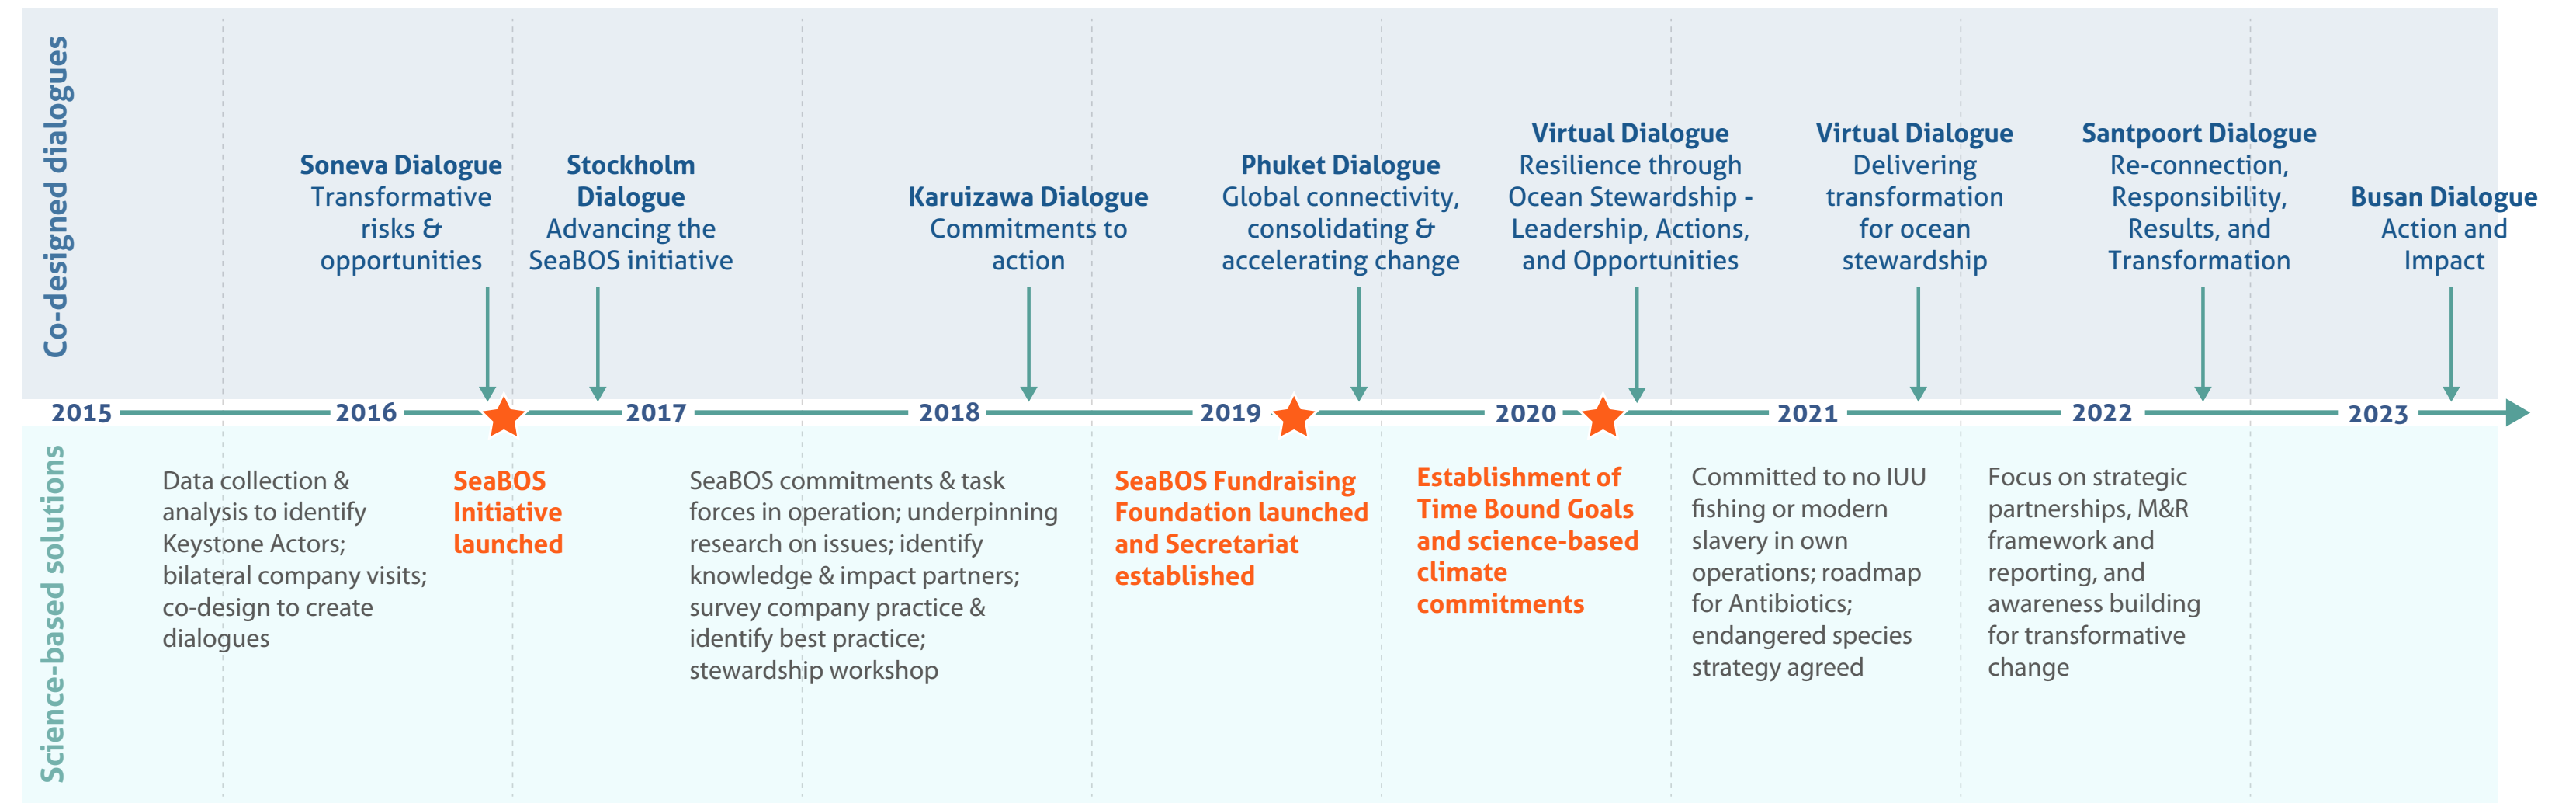 Co-designed dialogues
Soneva Dialogue
Transformative
risks &
opportunities
Stockholm
Dialogue
Advancing the
SeaBOS initiative
Karuizawa Dialogue
Commitments to
action
Phuket Dialogue
Global connectivity,
consolidating &
accelerating change
Virtual Dialogue
Resilience through
Ocean Stewardship -
Leadership, Actions,
and Opportunities
Virtual Dialogue
Delivering
transformation
for ocean
stewardship
Santpoort Dialogue
Re-connection,
Responsibility,
Results, and
Transformation
Busan Dialogue
Action and
Impact
2015 2016 2017 2018 2019 2020 2021 2022 2023
Science-based solutions
Data collection &
analysis to identify
Keystone Actors;
bilateral company visits;
co-design to create
dialogues
SeaBOS
Initiative
launched
SeaBOS commitments & task
forces in operation; underpinning
research on issues; identify
knowledge & impact partners;
survey company practice &
identify best practice;
stewardship workshop
SeaBOS Fundraising
Foundation launched
and Secretariat
established
Establishment of
Time Bound Goals
and science-based
climate
commitments
Committed to no IUU
fishing or modern
slavery in own
operations; roadmap
for Antibiotics;
endangered species
strategy agreed
Focus on strategic
partnerships, M&R
framework and
reporting, and
awareness building
for transformative
change